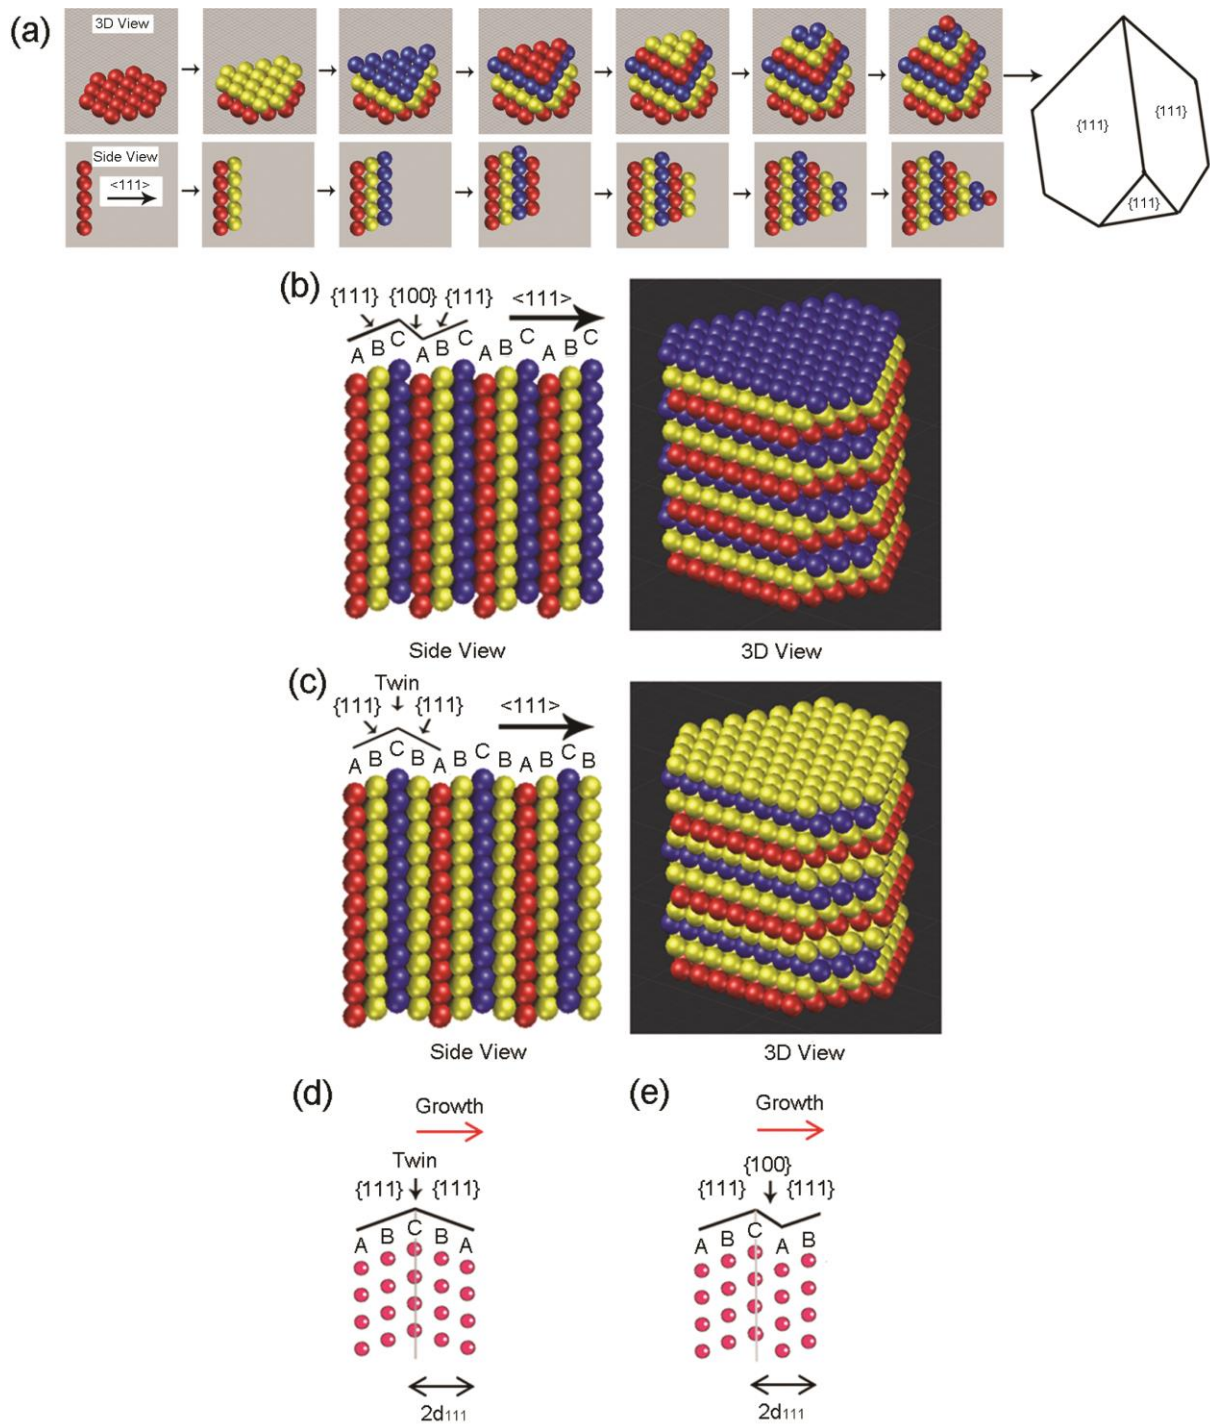 (a)
3D View
Side View
<111>
{111}
{111}
{111}
(b)
{111} {100} {111}
<111>
A B C A B C A B C A B C
Side View
3D View
(c)
Twin
{111} {111}
<111>
A B C B A B C B A B C B
Side View
3D View
(d)
Growth
Twin
{111} {111}
A B C B A
2d111
(e)
Growth
{100}
{111} {111}
A B C A B
2d111